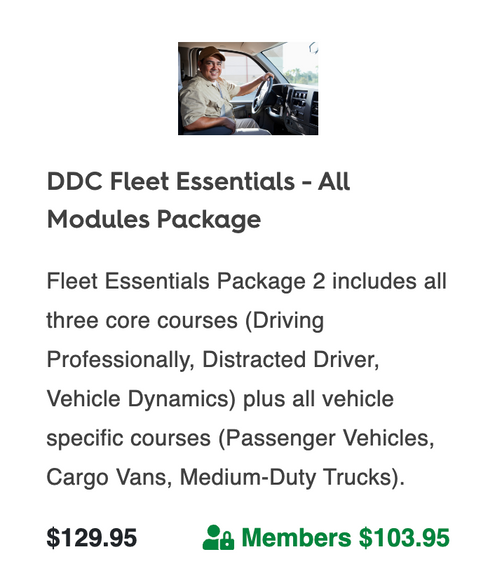 DDC Fleet Essentials - All
Modules Package
Fleet Essentials Package 2 includes all
three core courses (Driving
Professionally, Distracted Driver,
Vehicle Dynamics) plus all vehicle
specific courses (Passenger Vehicles,
Cargo Vans, Medium-Duty Trucks).
$129.95 Members $103.95